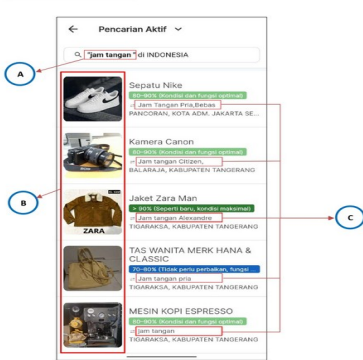 Pencarian Aktif
"jam tangan" di INDONESIA
A
Sepatu Nike
80-90% (Kondisi dan fungsi optimal)
Jam Tangan Pria,Bebas
PANCORAN, KOTA ADM. JAKARTA SE...
Kamera Canon
80-90% (Kondisi dan fungsi optimal)
Jam tangan Citizen,
BALARAJA, KABUPATEN TANGERANG
B
Jaket Zara Man
> 90% (Seperti baru, kondisi maksimal)
Jam tangan Alexandre
TIGARAKSA, KABUPATEN TANGERANG
ZARA
C
TAS WANITA MERK HANA &
CLASSIC
70-80% (Tidak perlu perbaikan, fungsi ...
Jam tangan pria
TIGARAKSA, KABUPATEN TANGERANG
MESIN KOPI ESPRESSO
80-90% (Kondisi dan fungsi optimal)
jam tangan
TIGARAKSA, KABUPATEN TANGERANG